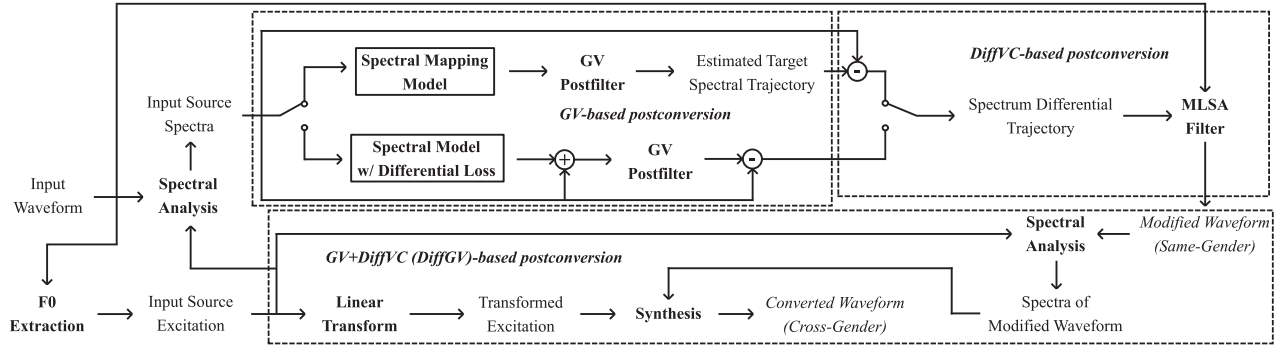 DiffVC-based postconversion
Spectral Mapping
Model
GV
Postfilter
Estimated Target
Spectral Trajectory
-
Input Source
Spectra
GV-based postconversion
Spectrum Differential
Trajectory
MLSA
Filter
Spectral Model
w/ Differential Loss
+
GV
Postfilter
-
Input
Waveform
Spectral
Analysis
GV+DiffVC (DiffGV)-based postconversion
Spectral
Analysis
Modified Waveform
(Same-Gender)
F0
Extraction
Input Source
Excitation
Linear
Transform
Transformed
Excitation
Synthesis
Converted Waveform
(Cross-Gender)
Spectra of
Modified Waveform